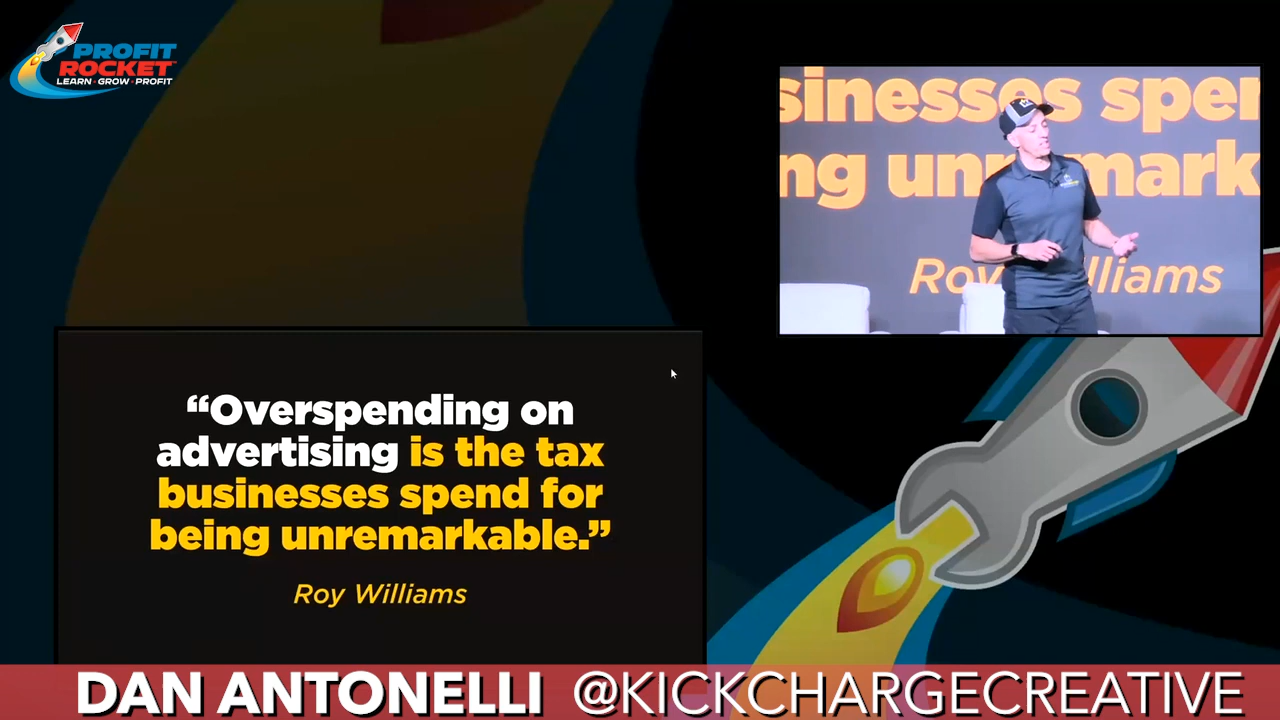 PROFIT
ROCKET
LEARN · GROW · PROFIT
sinesses spen
ng unremark
Roy Williams
“Overspending on
advertising is the tax
businesses spend for
being unremarkable.”
Roy Williams
DAN ANTONELLI @KICKCHARGECREATIVE